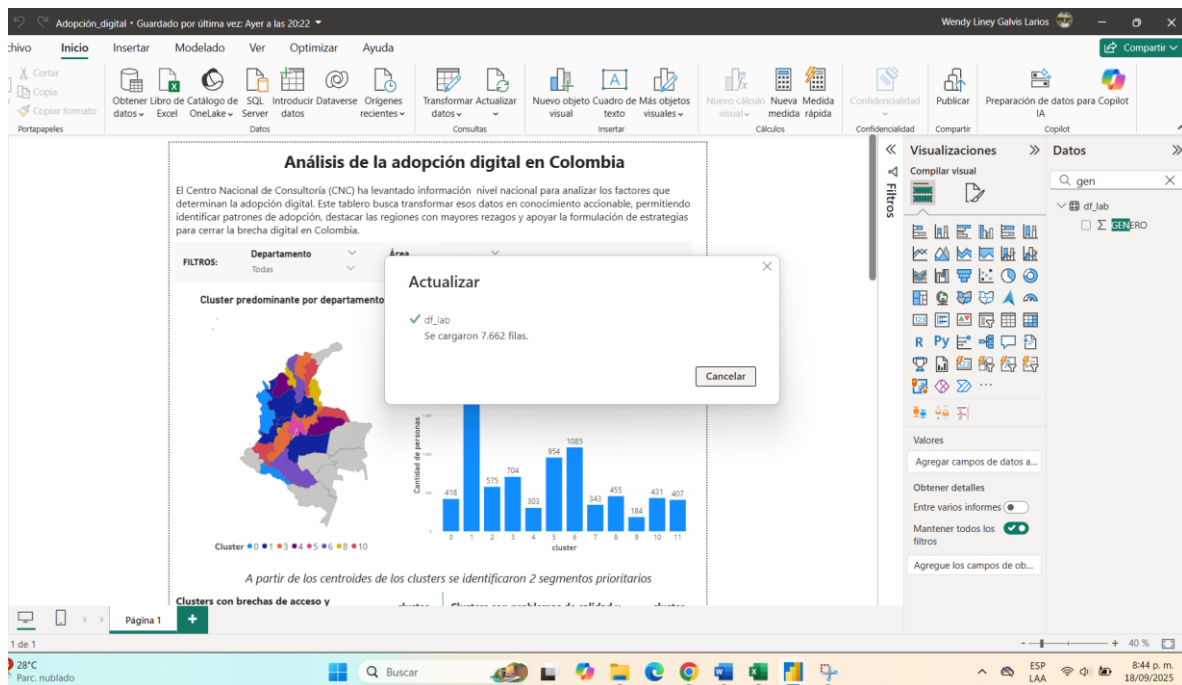 Adopción_digital • Guardado por última vez: Ayer a las 20:22
Wendy Liney Galvis Larios
chivo Inicio Insertar Modelado Ver Optimizar Ayuda
Compartir
Cortar
Copia
Copiar formato
Portapapeles
Obtener datos
Libro de Excel
Catálogo de OneLake
SQL Server
Introducir datos
Dataverse
Orígenes recientes
Datos
Transformar datos
Actualizar
Consultas
Nuevo objeto visual
Cuadro de texto
Más objetos visuales
Insertar
Nuevo cálculo visual
Nueva medida
Medida rápida
Cálculos
Confidencialidad
Confidencialidad
Publicar
Compartir
Preparación de datos para IA
Copilot
Copilot
Análisis de la adopción digital en Colombia
El Centro Nacional de Consultoría (CNC) ha levantado información nivel nacional para analizar los factores que
determinan la adopción digital. Este tablero busca transformar esos datos en conocimiento accionable, permitiendo
identificar patrones de adopción, destacar las regiones con mayores rezagos y apoyar la formulación de estrategias
para cerrar la brecha digital en Colombia.
FILTROS:
Departamento
Todas
Área
Cluster predominante por departamento
Cluster 0 1 3 4 5 6 8 10
Actualizar
df_lab
Se cargaron 7.662 filas.
Cancelar
Cantidad de personas
418 575 704 303 954 1085 343 455 184 431 407
0 1 2 3 4 5 6 7 8 9 10 11
cluster
A partir de los centroides de los clusters se identificaron 2 segmentos prioritarios
Clusters con brechas de acceso y
Filtros
Visualizaciones
Compilar visual
R Py
Valores
Agregar campos de datos a...
Obtener detalles
Entre varios informes
Mantener todos los filtros
Agregue los campos de ob...
Datos
gen
df_lab
GENERO
Página 1
1 de 1
40 %
28°C
Parc. nublado
Buscar
ESP
LAA
8:44 p. m.
18/09/2025